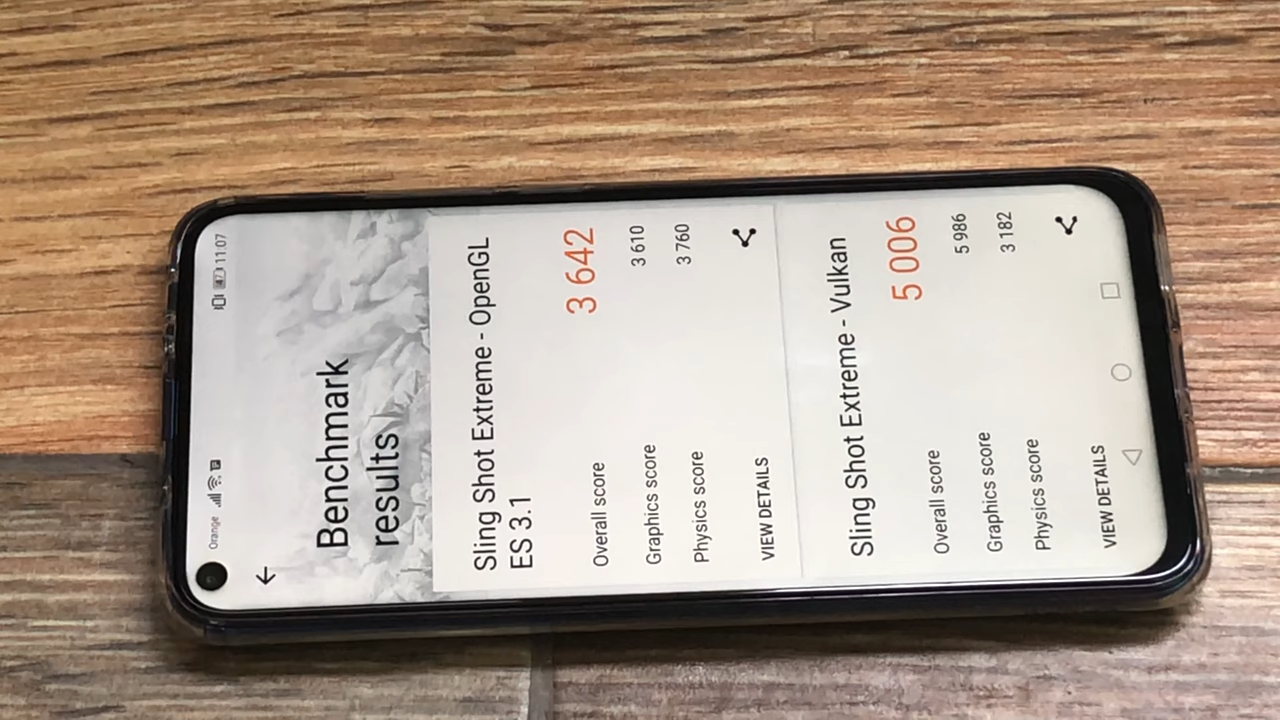 Orange 47 11:07
Benchmark
results
Sling Shot Extreme - OpenGL
ES 3.1
Overall score 3 642
Graphics score 3 610
Physics score 3 760
VIEW DETAILS
Sling Shot Extreme - Vulkan
Overall score 5 006
Graphics score 5 986
Physics score 3 182
VIEW DETAILS